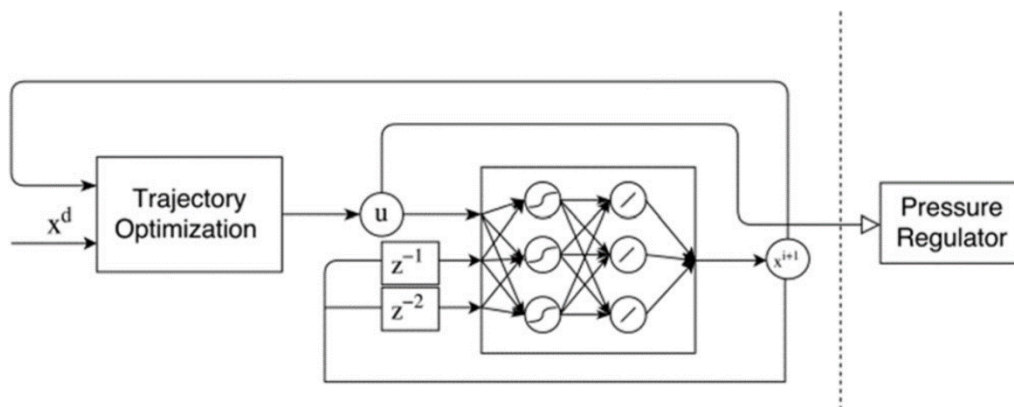 Trajectory
Optimization
x^d
u
z^-1
z^-2
x^i+1
Pressure
Regulator